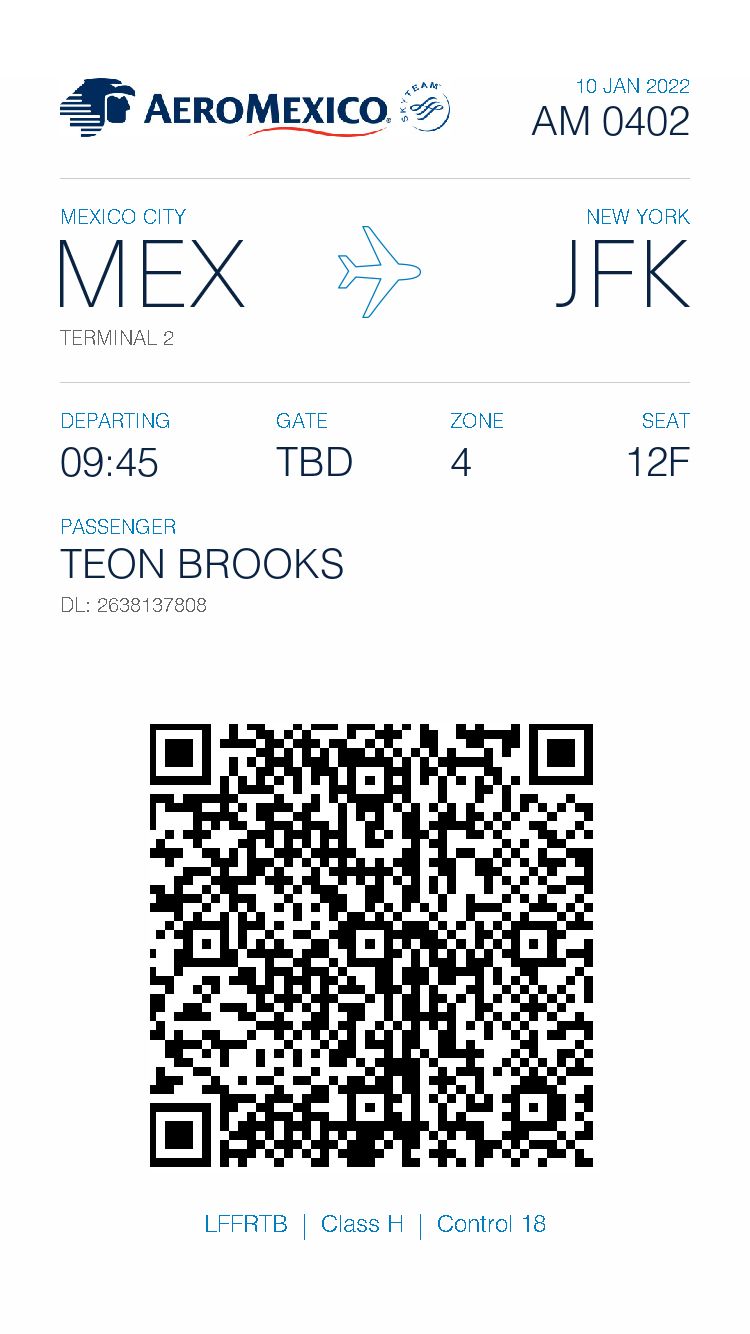 AEROMEXICO® SKYTEAM
10 JAN 2022
AM 0402
MEXICO CITY NEW YORK
MEX JFK
TERMINAL 2
DEPARTING GATE ZONE SEAT
09:45 TBD 4 12F
PASSENGER
TEON BROOKS
DL: 2638137808
LFFRTB | Class H | Control 18